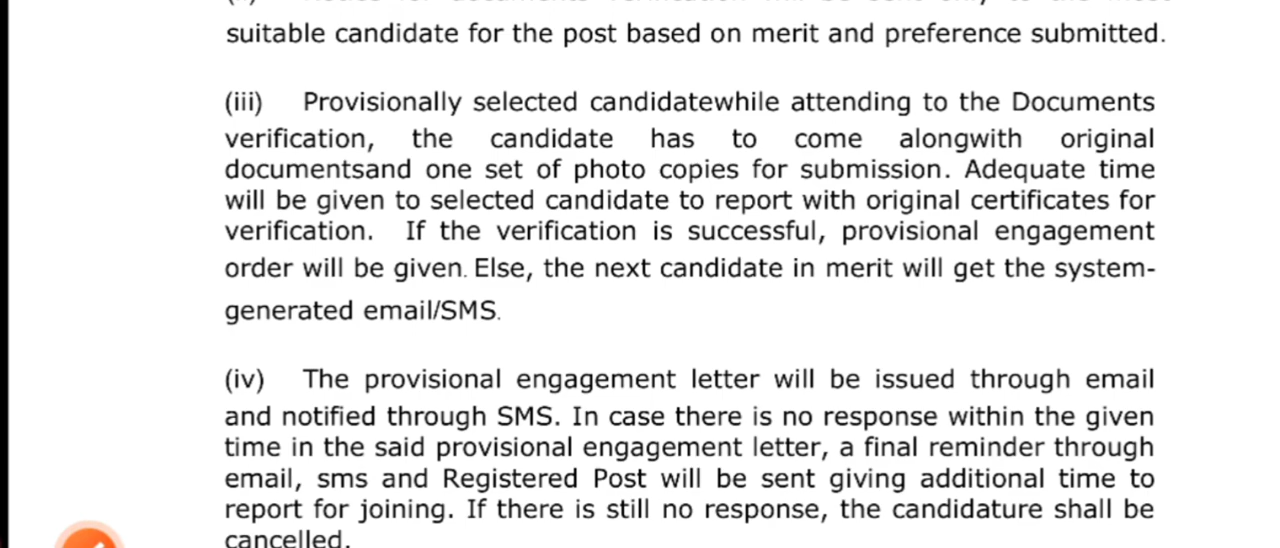 suitable candidate for the post based on merit and preference submitted.
(iii) Provisionally selected candidatewhile attending to the Documents
verification, the candidate has to come alongwith original
documentsand one set of photo copies for submission. Adequate time
will be given to selected candidate to report with original certificates for
verification. If the verification is successful, provisional engagement
order will be given. Else, the next candidate in merit will get the system-
generated email/SMS.
(iv) The provisional engagement letter will be issued through email
and notified through SMS. In case there is no response within the given
time in the said provisional engagement letter, a final reminder through
email, sms and Registered Post will be sent giving additional time to
report for joining. If there is still no response, the candidature shall be
cancelled.